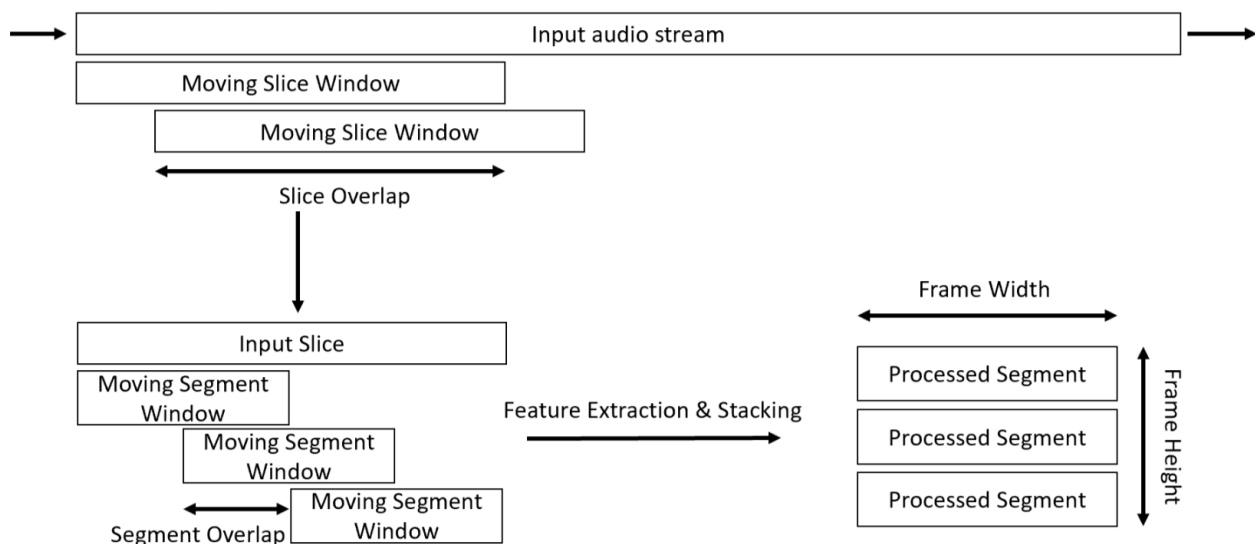 Input audio stream
Moving Slice Window
Moving Slice Window
Slice Overlap
Input Slice
Moving Segment
Window
Moving Segment
Window
Moving Segment
Window
Segment Overlap
Feature Extraction & Stacking
Frame Width
Processed Segment
Processed Segment
Processed Segment
Frame Height